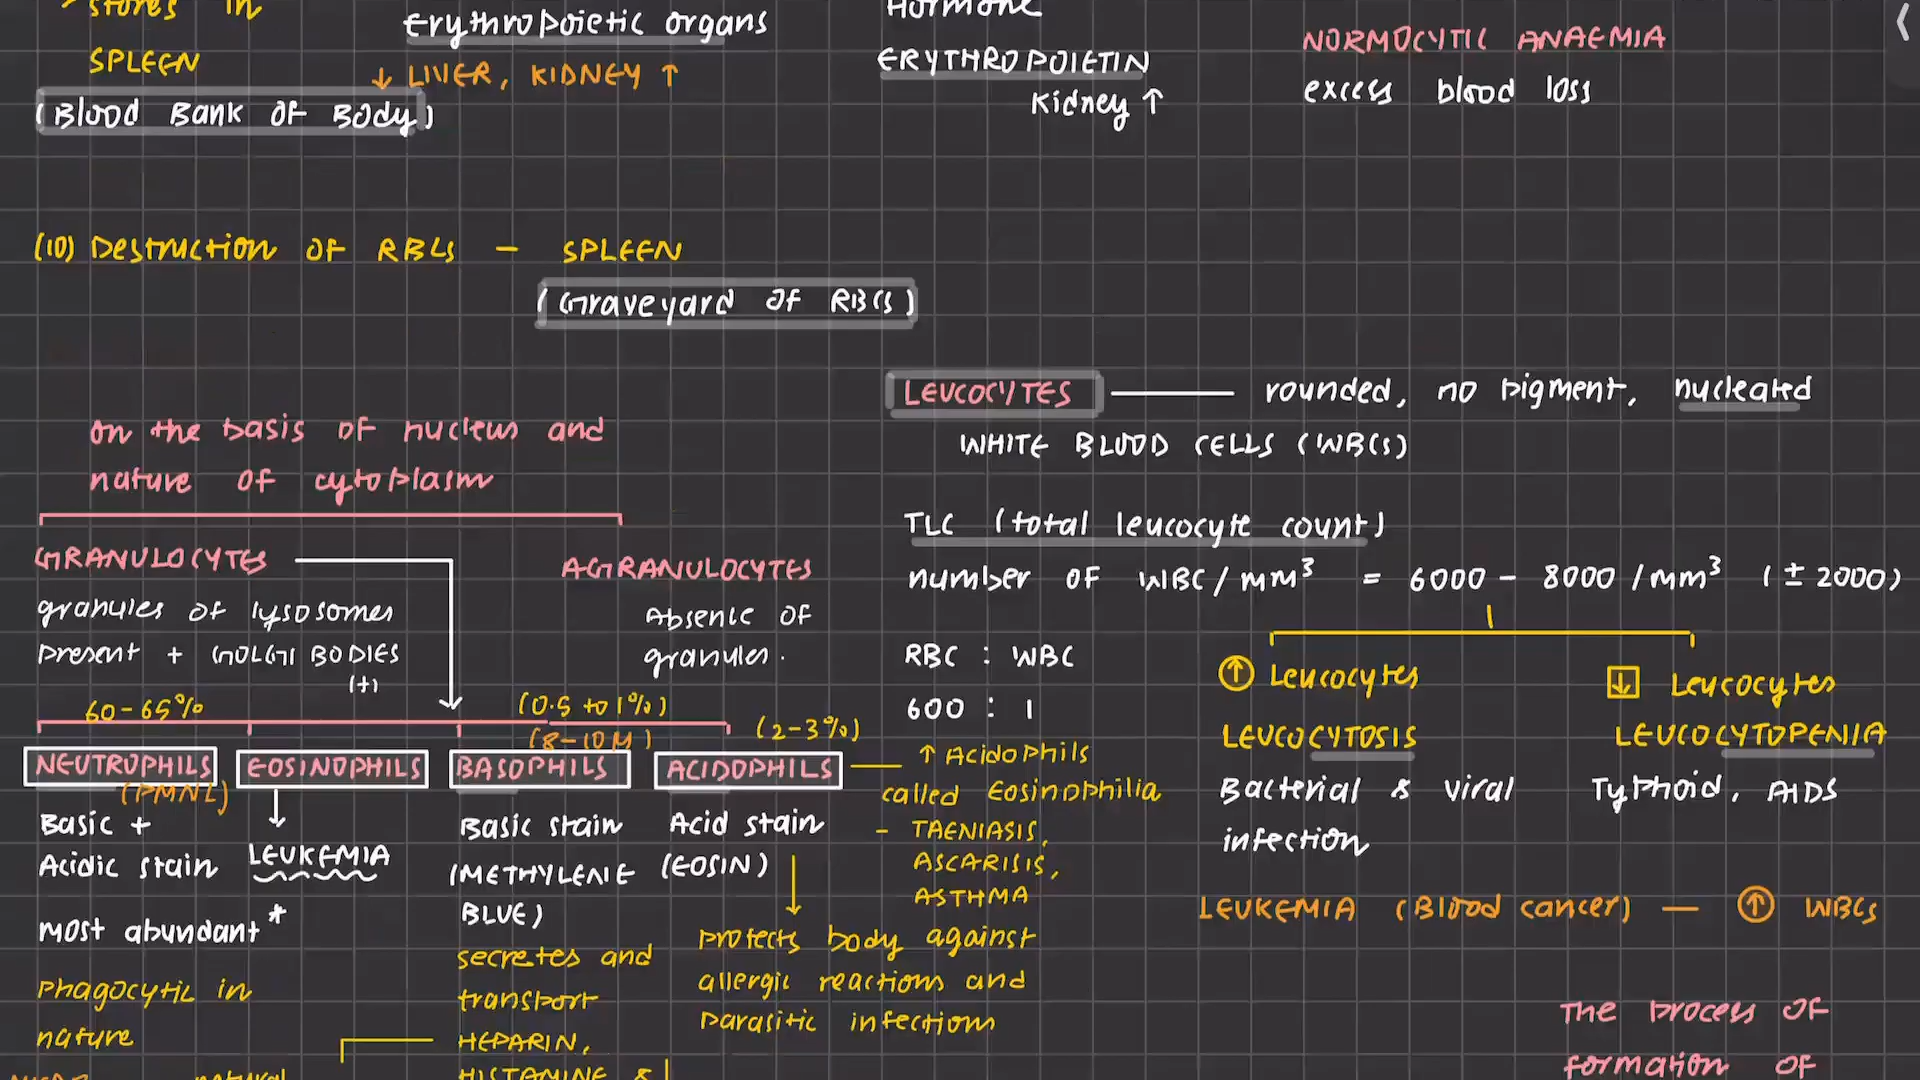 stores in
SPLEEN
(Blood Bank OF Body)
erythropoietic organs
↓ LIVER, KIDNEY ↑
Hormone
ERYTHROPOIETIN
Kidney ↑
NORMOCYTIC ANAEMIA
excess blood loss
(10) Destruction OF RBCs - SPLEEN
(Graveyard OF RBCs)
LEUCOCYTES — rounded, no pigment, nucleated
WHITE BLOOD CELLS (WBCs)
TLC (total leucocyte count)
number OF WBC/mm³ = 6000 - 8000 /mm³ (± 2000)
RBC : WBC
600 : 1
↑ Leucocytes
LEUCOCYTOSIS
Bacterial & viral
infection
↓ Leucocytes
LEUCOCYTOPENIA
Typhoid, AIDS
LEUKEMIA (Blood cancer) — ↑ WBCs
on the basis OF nucleus and
nature OF cytoplasm
GRANULOCYTES
granules of lysosomes
present + GOLGI BODIES
(+)
AGRANULOCYTES
Absence OF
granules.
60-65%
NEUTROPHILS
(PMNL)
Basic +
Acidic stain
most abundant*
phagocytic in
nature
natural
EOSINOPHILS
LEUKEMIA
(0.5 to 1%)
(8-10 M)
BASOPHILS
Basic stain
(METHYLENE
BLUE)
secretes and
transport
HEPARIN,
HISTAMINE &
(2-3%)
ACIDOPHILS
Acid stain
(EOSIN)
protects body against
allergic reactions and
parasitic infections
↑ Acidophils
called Eosinophilia
- TAENIASIS,
ASCARISIS,
ASTHMA
The process OF
formation OF